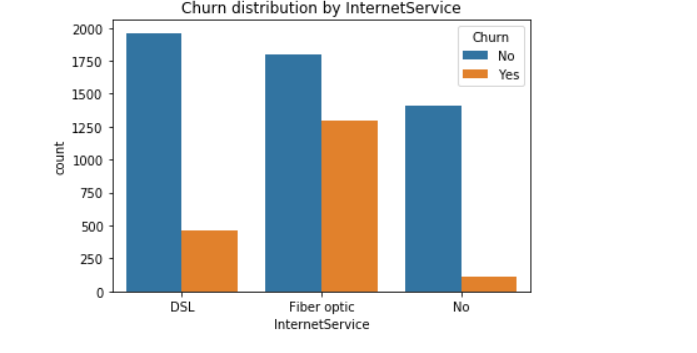 Churn distribution by InternetService
2000
1750
1500
1250
1000
750
500
250
0
count
Churn
No
Yes
DSL
Fiber optic
No
InternetService